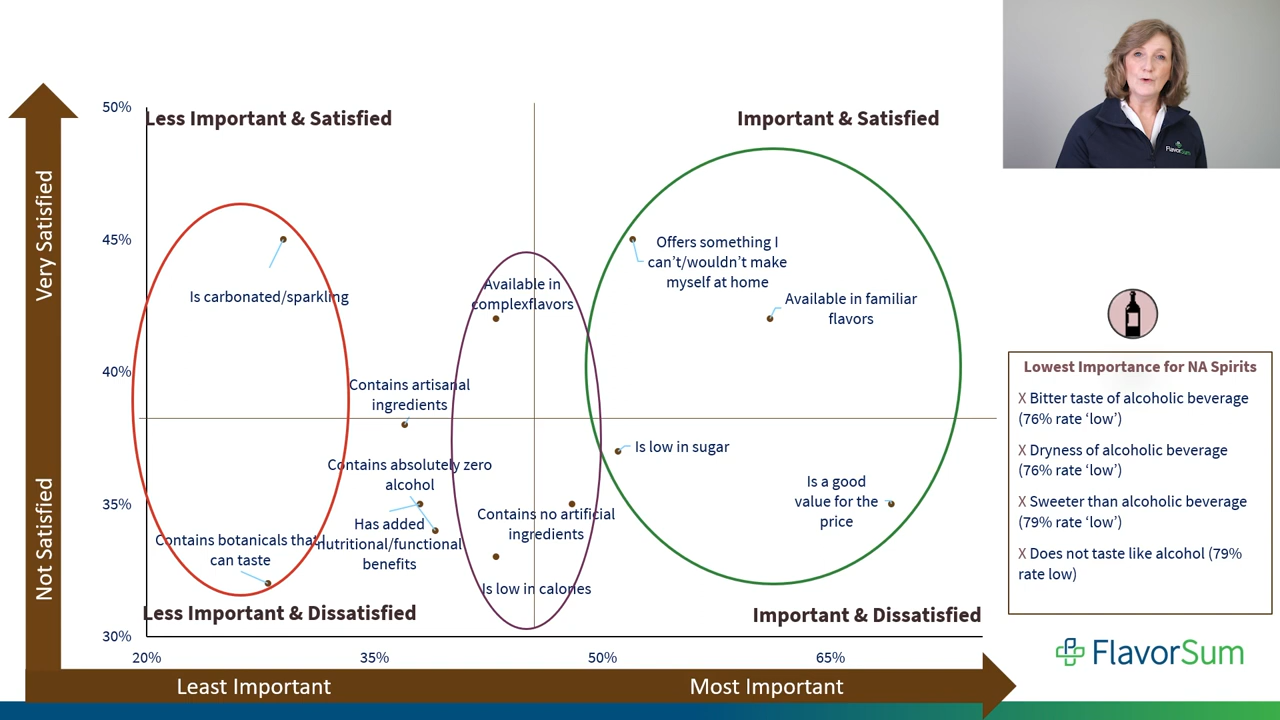 50%
Less Important & Satisfied
Important & Satisfied
Very Satisfied
45%
Offers something I
can't/wouldn't make
myself at home
Is carbonated/sparkling
Available in
complexflavors
Available in familiar
flavors
40%
Contains artisanal
ingredients
Is low in sugar
Contains absolutely zero
alcohol
Is a good
value for the
price
Not Satisfied
35%
Contains no artificial
ingredients
Has added
nutritional/functional
benefits
Contains botanicals that I
can taste
Is low in calories
Less Important & Dissatisfied
Important & Dissatisfied
30%
20%
35%
50%
65%
Least Important
Most Important
FlavorSum
Lowest Importance for NA Spirits
X Bitter taste of alcoholic beverage
(76% rate 'low')
X Dryness of alcoholic beverage
(76% rate 'low')
X Sweeter than alcoholic beverage
(79% rate 'low')
X Does not taste like alcohol (79%
rate low)
FlavorSum